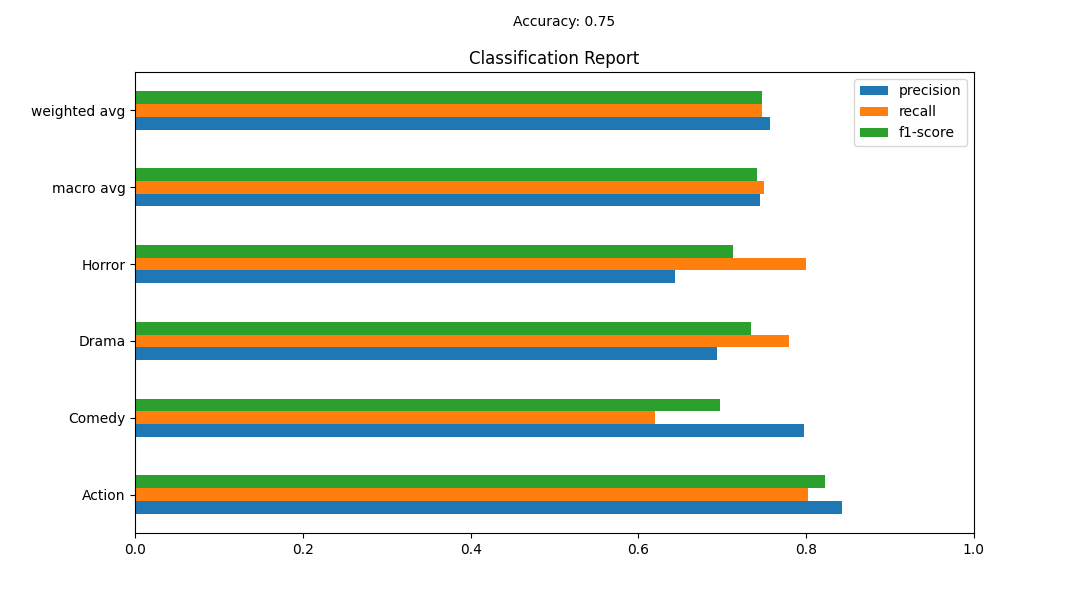 Accuracy: 0.75
Classification Report
precision
recall
f1-score
weighted avg
macro avg
Horror
Drama
Comedy
Action
0.0 0.2 0.4 0.6 0.8 1.0